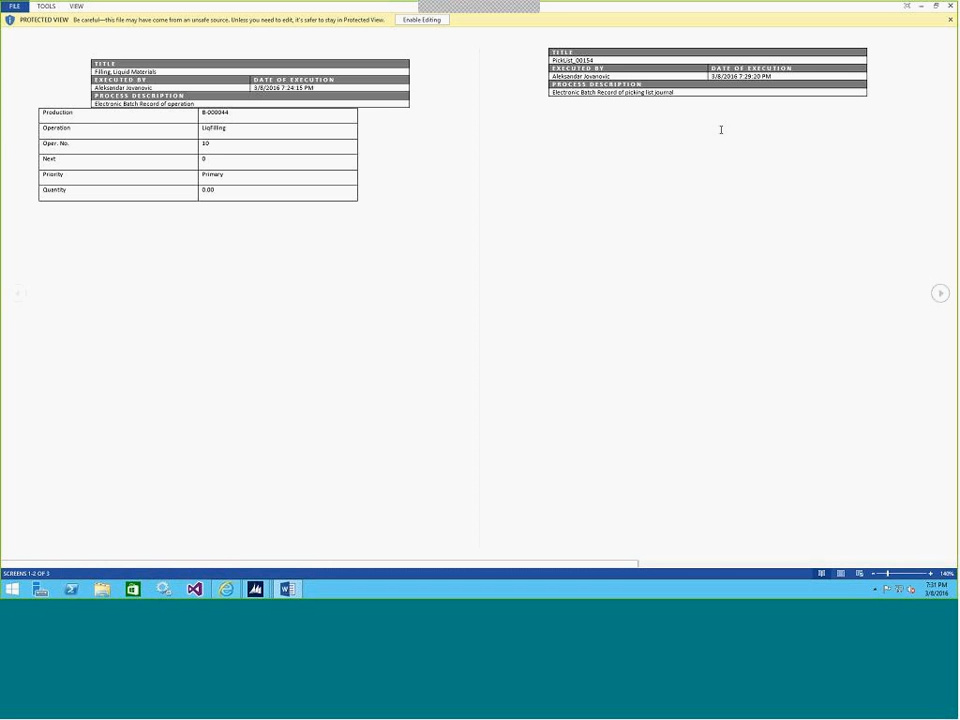 FILE TOOLS VIEW
PROTECTED VIEW Be careful—this file may have come from an unsafe source. Unless you need to edit, it's safer to stay in Protected View. Enable Editing
TITLE
Filling, Liquid Materials
EXECUTED BY DATE OF EXECUTION
Aleksandar Jovanovic 3/8/2016 7:24:15 PM
PROCESS DESCRIPTION
Electronic Batch Record of operation
Production B-000044
Operation LiqFilling
Oper. No. 10
Next 0
Priority Primary
Quantity 0.00
TITLE
PickList_00154
EXECUTED BY DATE OF EXECUTION
Aleksandar Jovanovic 3/8/2016 7:29:20 PM
PROCESS DESCRIPTION
Electronic Batch Record of picking list journal
SCREENS 1-2 OF 3 140%
7:31 PM
3/8/2016